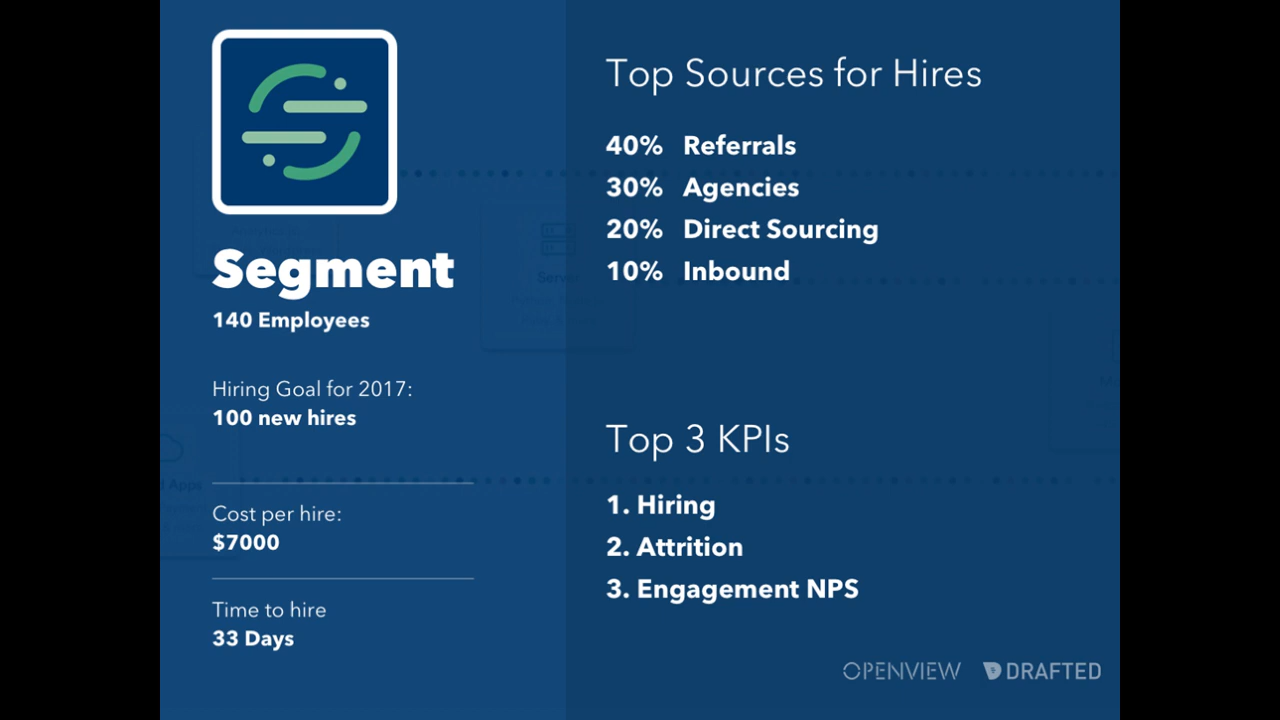 Segment
140 Employees
Hiring Goal for 2017:
100 new hires
Cost per hire:
$7000
Time to hire
33 Days
Top Sources for Hires
40% Referrals
30% Agencies
20% Direct Sourcing
10% Inbound
Top 3 KPIs
1. Hiring
2. Attrition
3. Engagement NPS
OPENVIEW DRAFTED